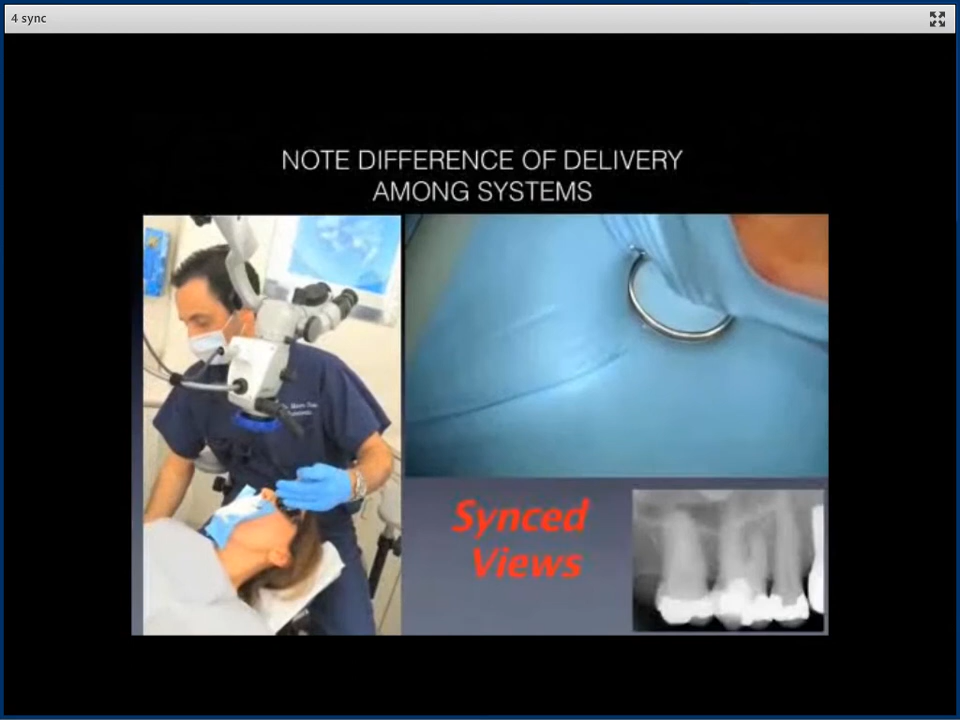 4 sync
NOTE DIFFERENCE OF DELIVERY
AMONG SYSTEMS
Synced
Views